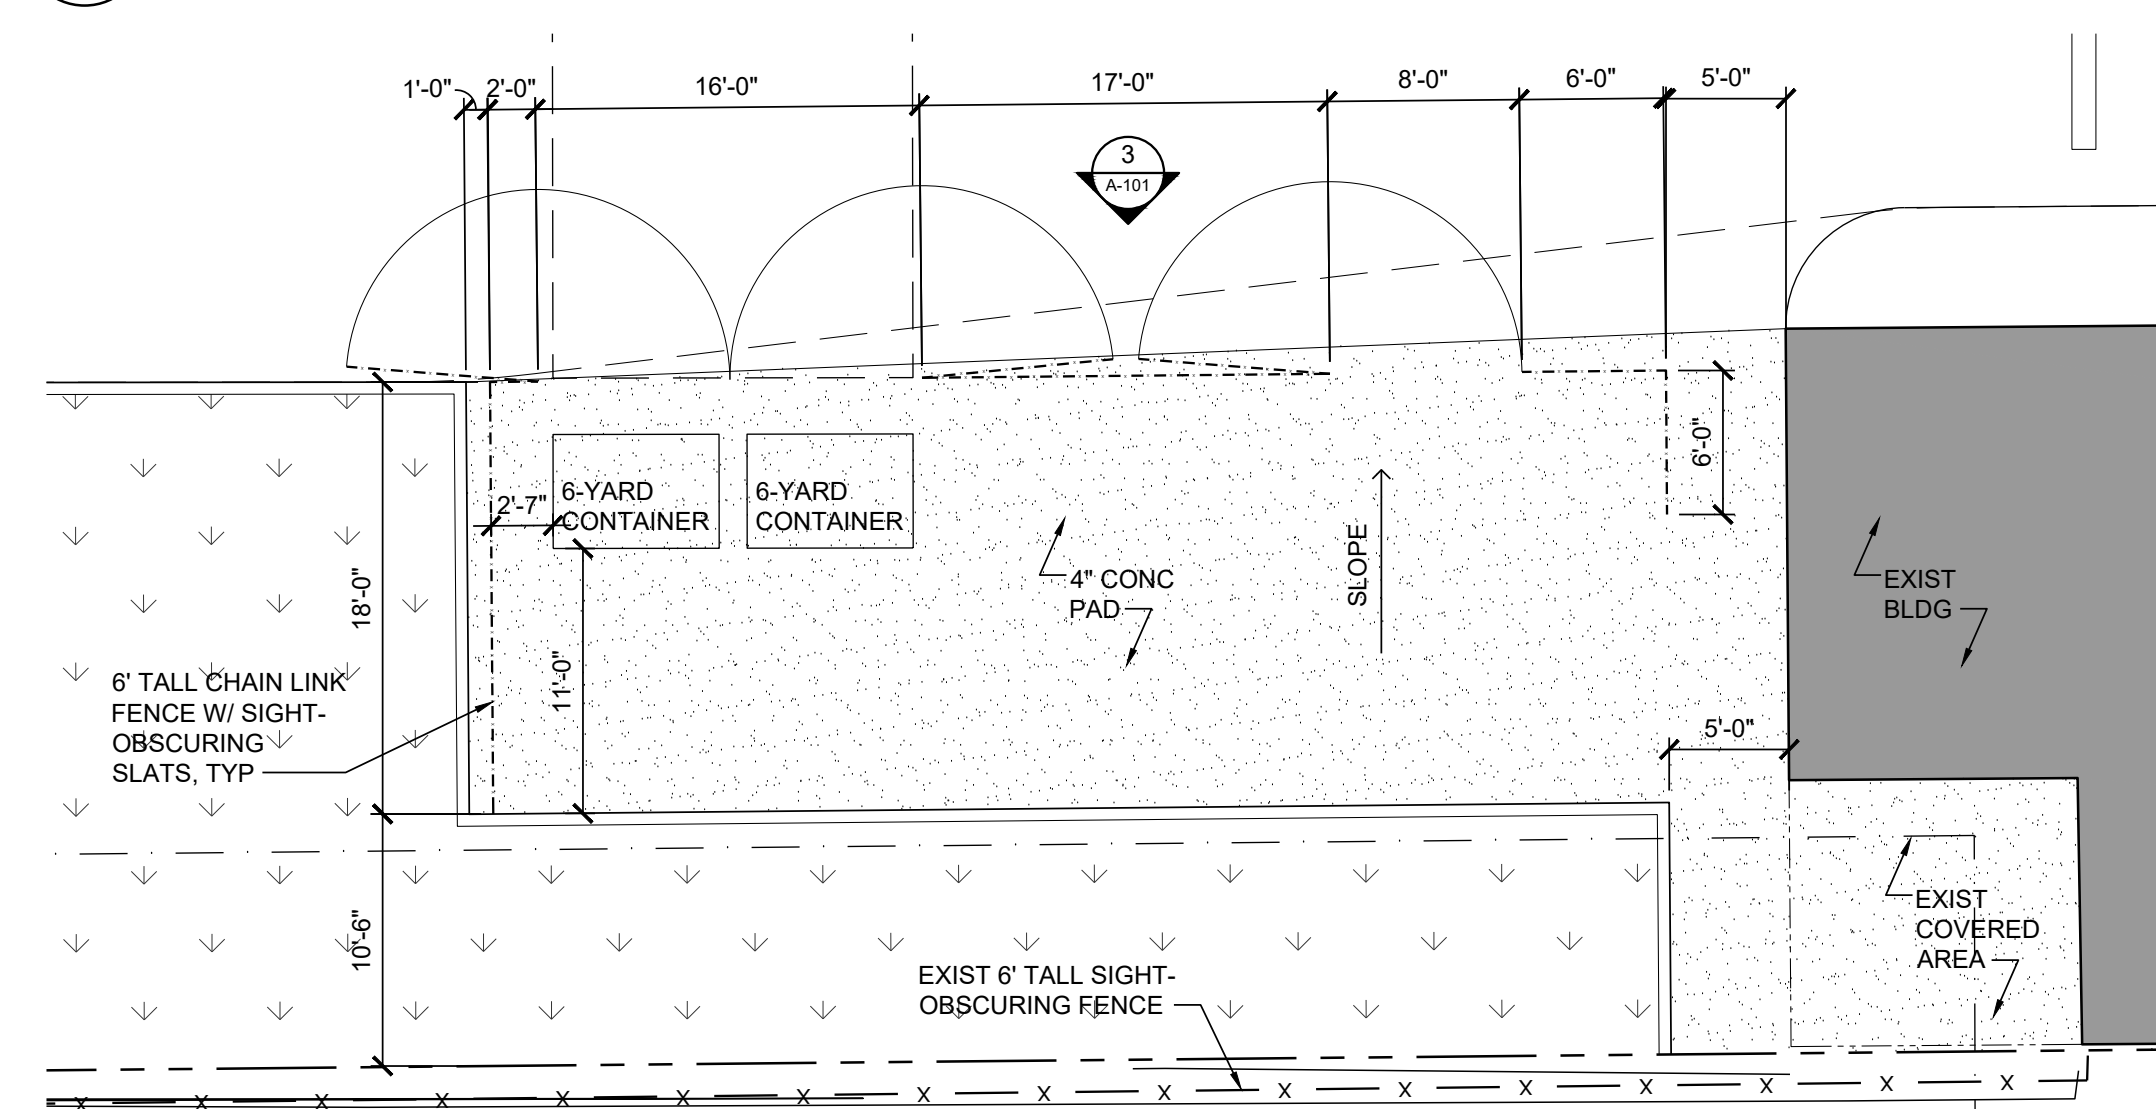 1'-0"
2'-0"
16'-0"
17'-0"
8'-0"
6'-0"
5'-0"
3
A-101
6'-0"
2'-7"
6-YARD
CONTAINER
6-YARD
CONTAINER
18'-0"
11'-0"
4" CONC
PAD
SLOPE
EXIST
BLDG
6' TALL CHAIN LINK
FENCE W/ SIGHT-
OBSCURING
SLATS, TYP
5'-0"
10'-6"
EXIST 6' TALL SIGHT-
OBSCURING FENCE
EXIST
COVERED
AREA
X X X X X X X X X X X X X X X X X